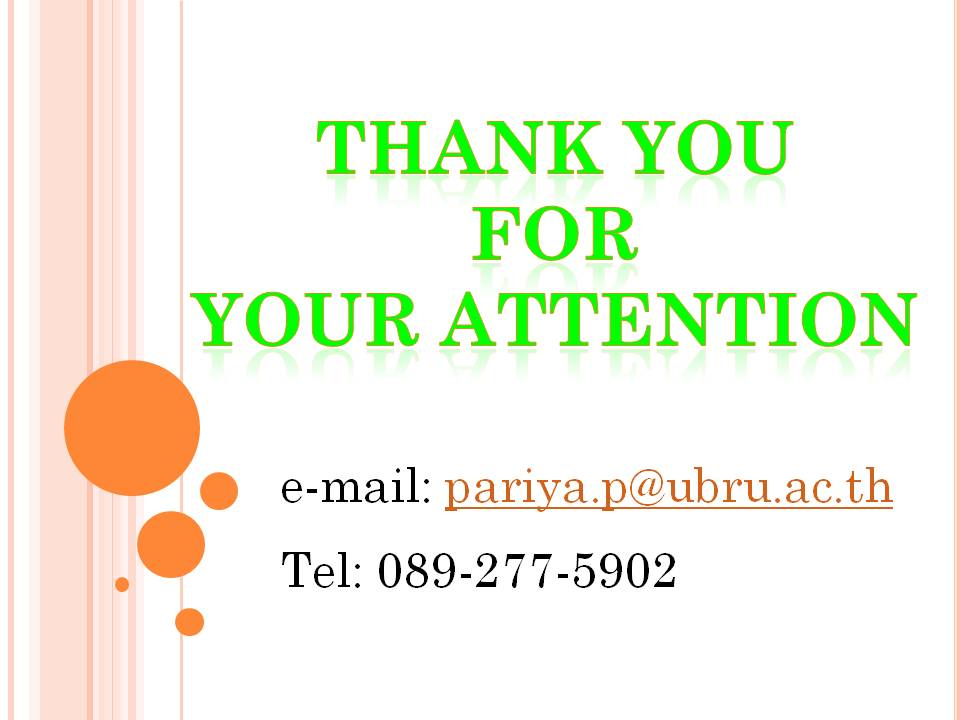 THANK YOU
FOR
YOUR ATTENTION
e-mail: pariya.p@ubru.ac.th
Tel: 089-277-5902